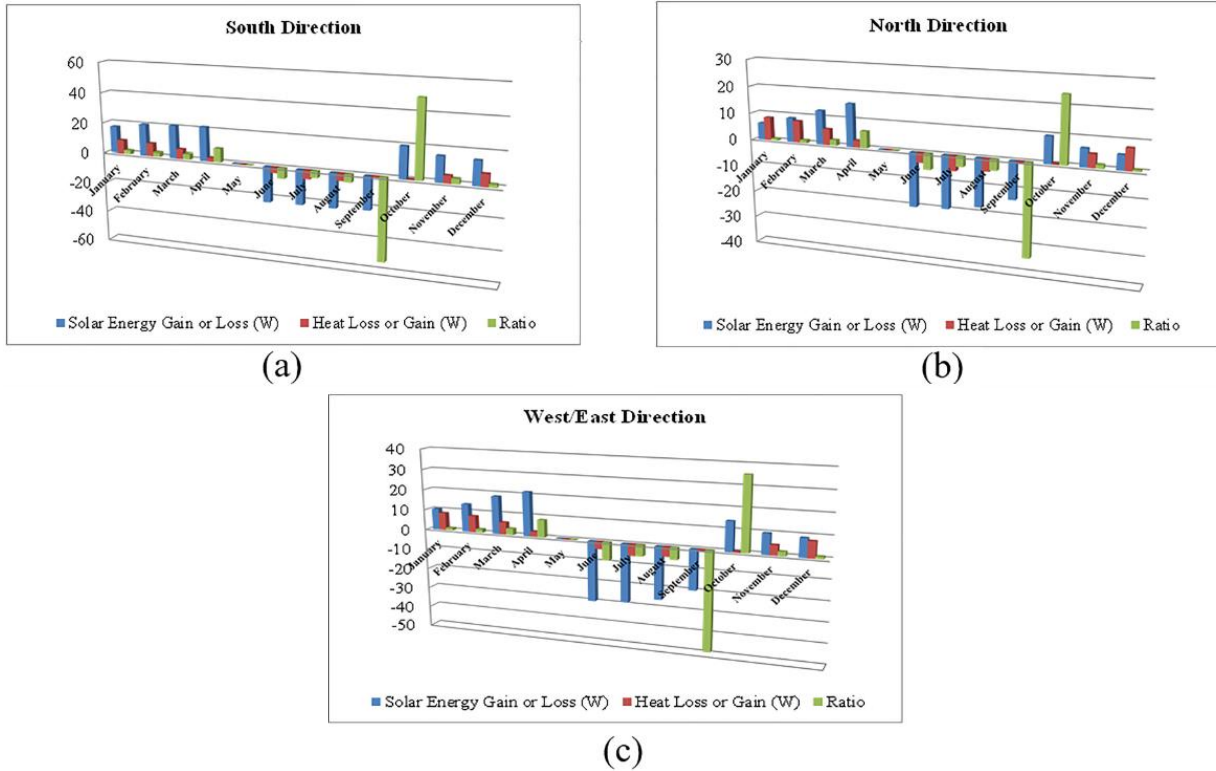 South Direction
60
40
20
0
-20
-40
-60
January
February
March
April
May
June
July
August
September
October
November
December
Solar Energy Gain or Loss (W) Heat Loss or Gain (W) Ratio
(a)
North Direction
30
20
10
0
-10
-20
-30
-40
January
February
March
April
May
June
July
August
September
October
November
December
Solar Energy Gain or Loss (W) Heat Loss or Gain (W) Ratio
(b)
West/East Direction
40
30
20
10
0
-10
-20
-30
-40
-50
January
February
March
April
May
June
July
August
September
October
November
December
Solar Energy Gain or Loss (W) Heat Loss or Gain (W) Ratio
(c)